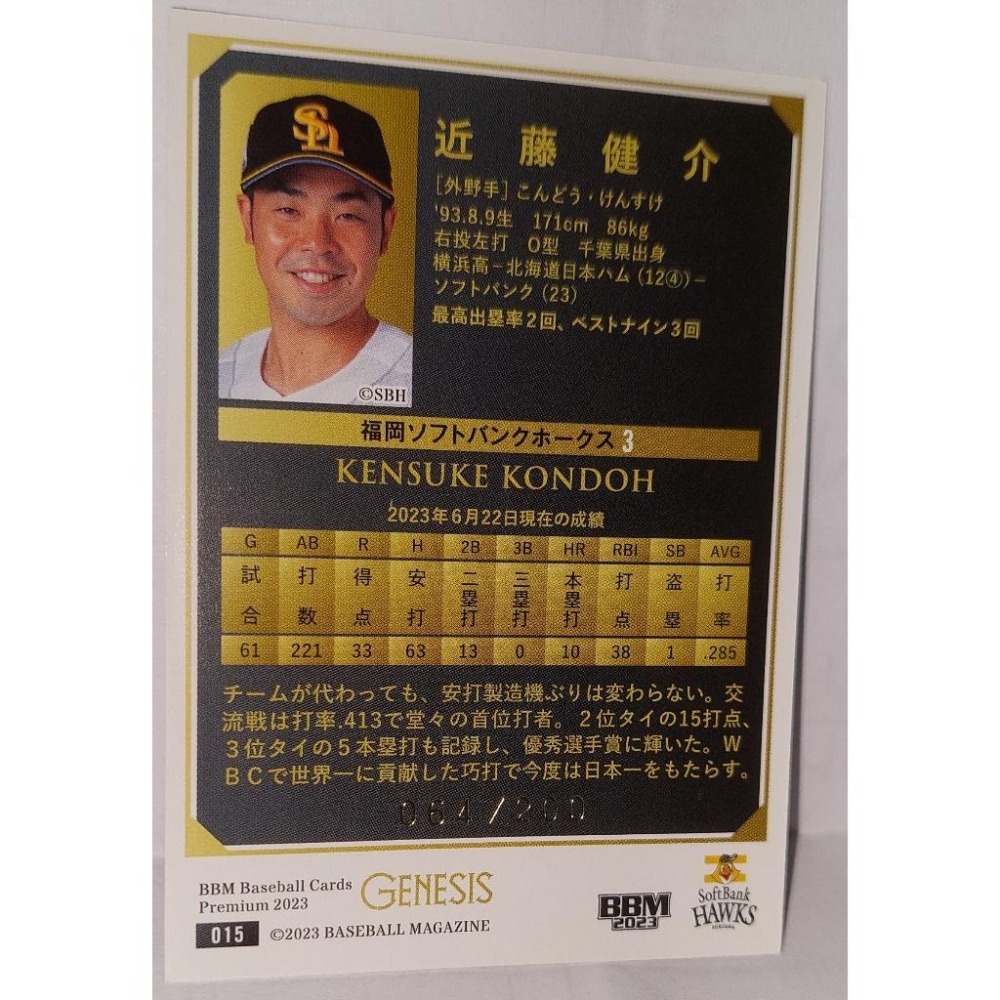 近藤健介
[外野手]こんどう・けんすけ
'93.8.9生 171cm 86kg
右投左打 O型 千葉県出身
横浜高－北海道日本ハム(12④)－
ソフトバンク(23)
最高出塁率2回、ベストナイン3回
©SBH
福岡ソフトバンクホークス 3
KENSUKE KONDOH
2023年6月22日現在の成績
G AB R H 2B 3B HR RBI SB AVG
試合 打数 得点 安打 二塁打 三塁打 本塁打 打点 盗塁 打率
61 221 33 63 13 0 10 38 1 .285
チームが代わっても、安打製造機ぶりは変わらない。交
流戦は打率.413で堂々の首位打者。2位タイの15打点、
3位タイの5本塁打も記録し、優秀選手賞に輝いた。W
BCで世界一に貢献した巧打で今度は日本一をもたらす。
064/200
BBM Baseball Cards
Premium 2023
GENESIS
015 ©2023 BASEBALL MAGAZINE
BBM
2023
SoftBank
HAWKS